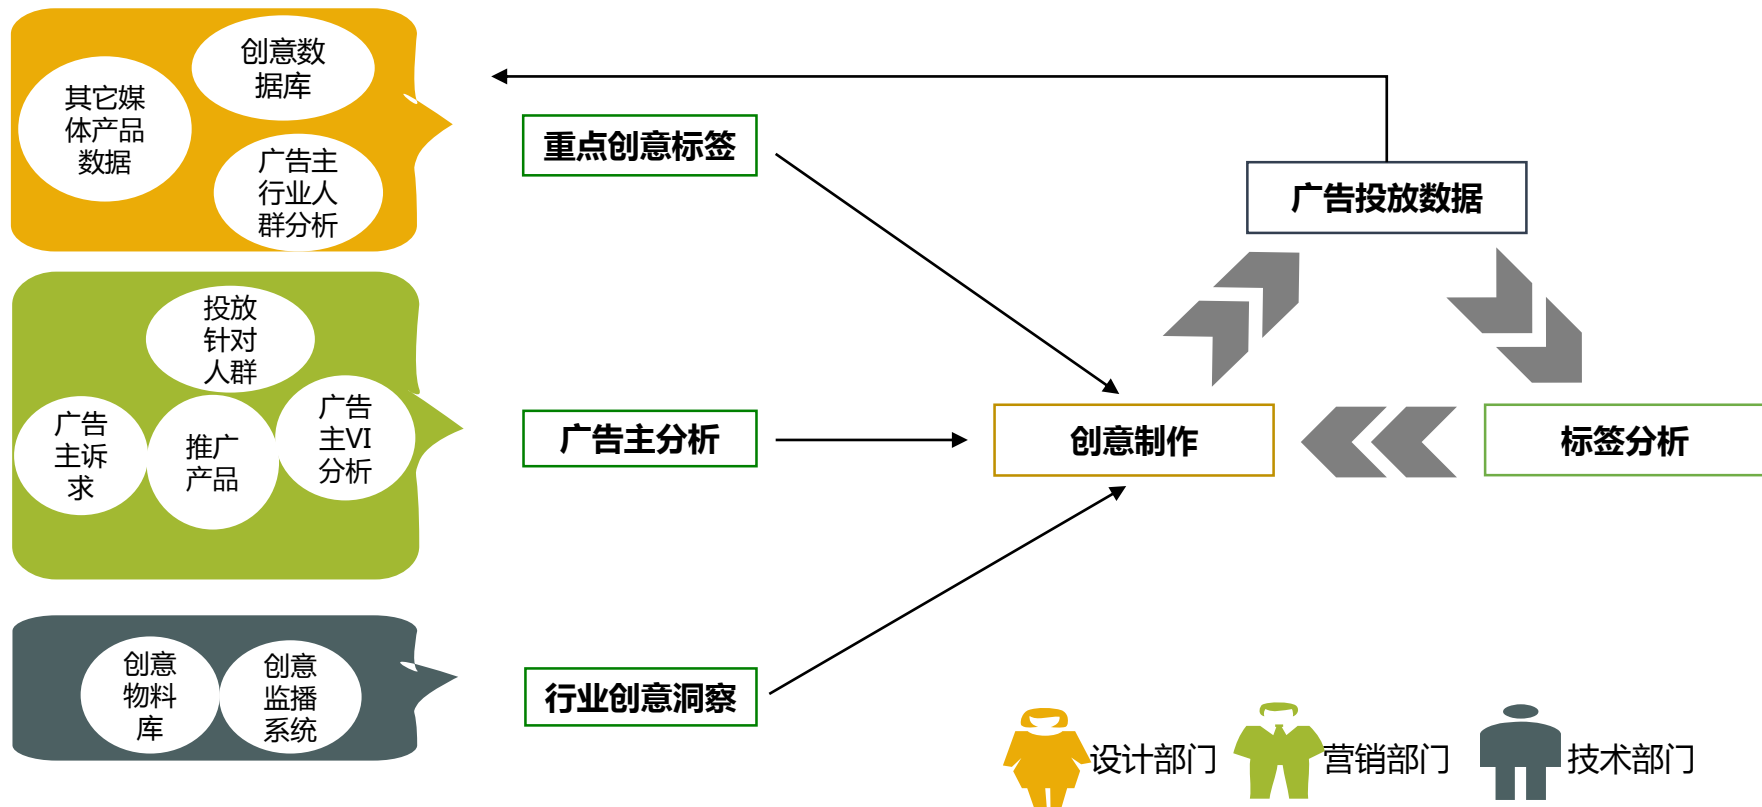 创意数
据库
其它媒
体产品
数据
广告主
行业人
群分析
重点创意标签
广告投放数据
投放
针对
人群
广告
主诉
求
推广
产品
广告
主VI
分析
广告主分析
创意制作
标签分析
创意
物料
库
创意
监播
系统
行业创意洞察
设计部门
营销部门
技术部门